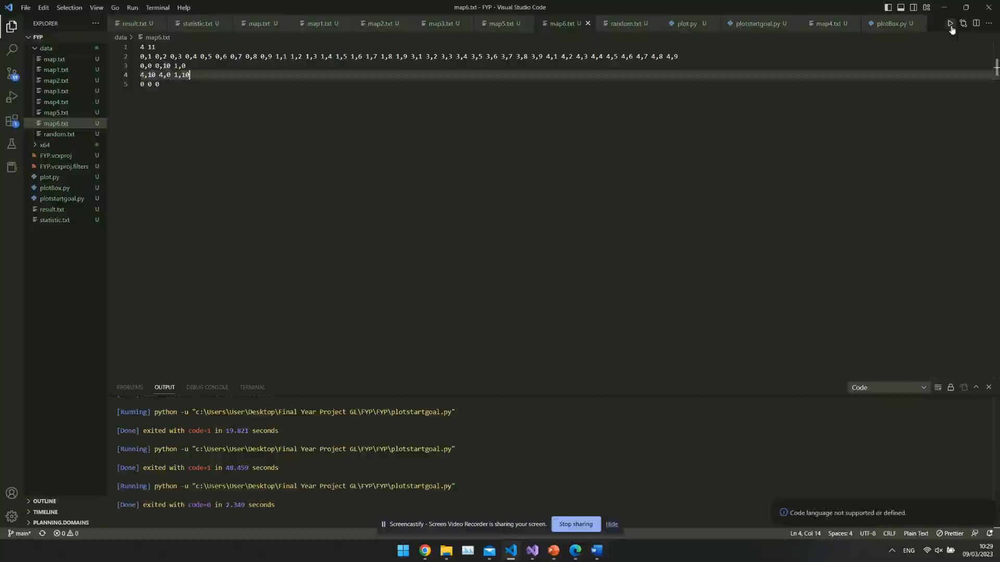 File Edit Selection View Go Run Terminal Help
map6.txt - FYP - Visual Studio Code
EXPLORER
result.txt U
statistic.txt U
map.txt U
map1.txt U
map2.txt U
map3.txt U
map5.txt U
map6.txt U
random.txt U
plot.py U
plotstartgoal.py U
map4.txt U
plotBox.py U
FYP
data
map.txt U
map1.txt U
map2.txt U
map3.txt U
map4.txt U
map5.txt U
map6.txt U
random.txt U
x64
FYP.vcxproj U
FYP.vcxproj.filters U
plot.py U
plotBox.py U
plotstartgoal.py U
result.txt U
statistic.txt U
69
1
OUTLINE
TIMELINE
PLANNING.DOMAINS
data > map6.txt
1 4 11
2 0,1 0,2 0,3 0,4 0,5 0,6 0,7 0,8 0,9 1,1 1,2 1,3 1,4 1,5 1,6 1,7 1,8 1,9 3,1 3,2 3,3 3,4 3,5 3,6 3,7 3,8 3,9 4,1 4,2 4,3 4,4 4,5 4,6 4,7 4,8 4,9
3 0,0 0,10 1,0
4 4,10 4,0 1,10
5 0 0 0
PROBLEMS OUTPUT DEBUG CONSOLE TERMINAL
Code
[Running] python -u "c:\Users\User\Desktop\Final Year Project GL\FYP\FYP\plotstartgoal.py"
[Done] exited with code=1 in 19.821 seconds
[Running] python -u "c:\Users\User\Desktop\Final Year Project GL\FYP\FYP\plotstartgoal.py"
[Done] exited with code=1 in 48.459 seconds
[Running] python -u "c:\Users\User\Desktop\Final Year Project GL\FYP\FYP\plotstartgoal.py"
[Done] exited with code=0 in 2.349 seconds
Code language not supported or defined.
Screencastify - Screen Video Recorder is sharing your screen.
Stop sharing
Hide
main*
0 0
Ln 4, Col 14 Spaces: 4 UTF-8 CRLF Plain Text Prettier
ENG
10:29
09/03/2023